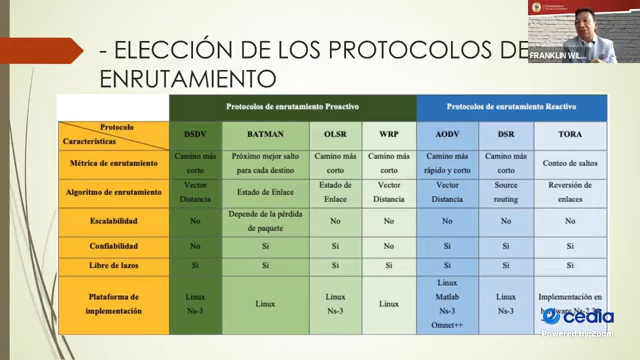 - ELECCIÓN DE LOS PROTOCOLOS DE
ENRUTAMIENTO
FRANKLIN WIL...
Protocolos de enrutamiento Proactivo Protocolos de enrutamiento Reactivo
Protocolo
Características
DSDV BATMAN OLSR WRP AODV DSR TORA
Métrica de enrutamiento Camino más corto Próximo mejor salto para cada destino Camino más corto Camino más corto Camino más rápido y corto Camino más corto Conteo de saltos
Algoritmo de enrutamiento Vector Distancia Estado de Enlace Estado de Enlace Vector Distancia Vector Distancia Source routing Reversión de enlaces
Escalabilidad No Depende de la pérdida de paquete No No No No No
Confiabilidad No Si Si No Si Si Si
Libre de lazos Si Si Si Si Si Si Si
Plataforma de implementación Linux Ns-3 Linux Linux Ns-3 Linux Linux Matlab Ns-3 Omnet++ Linux Ns-3 Implementación en hardware Ns-2
cedia
Powered by zoom